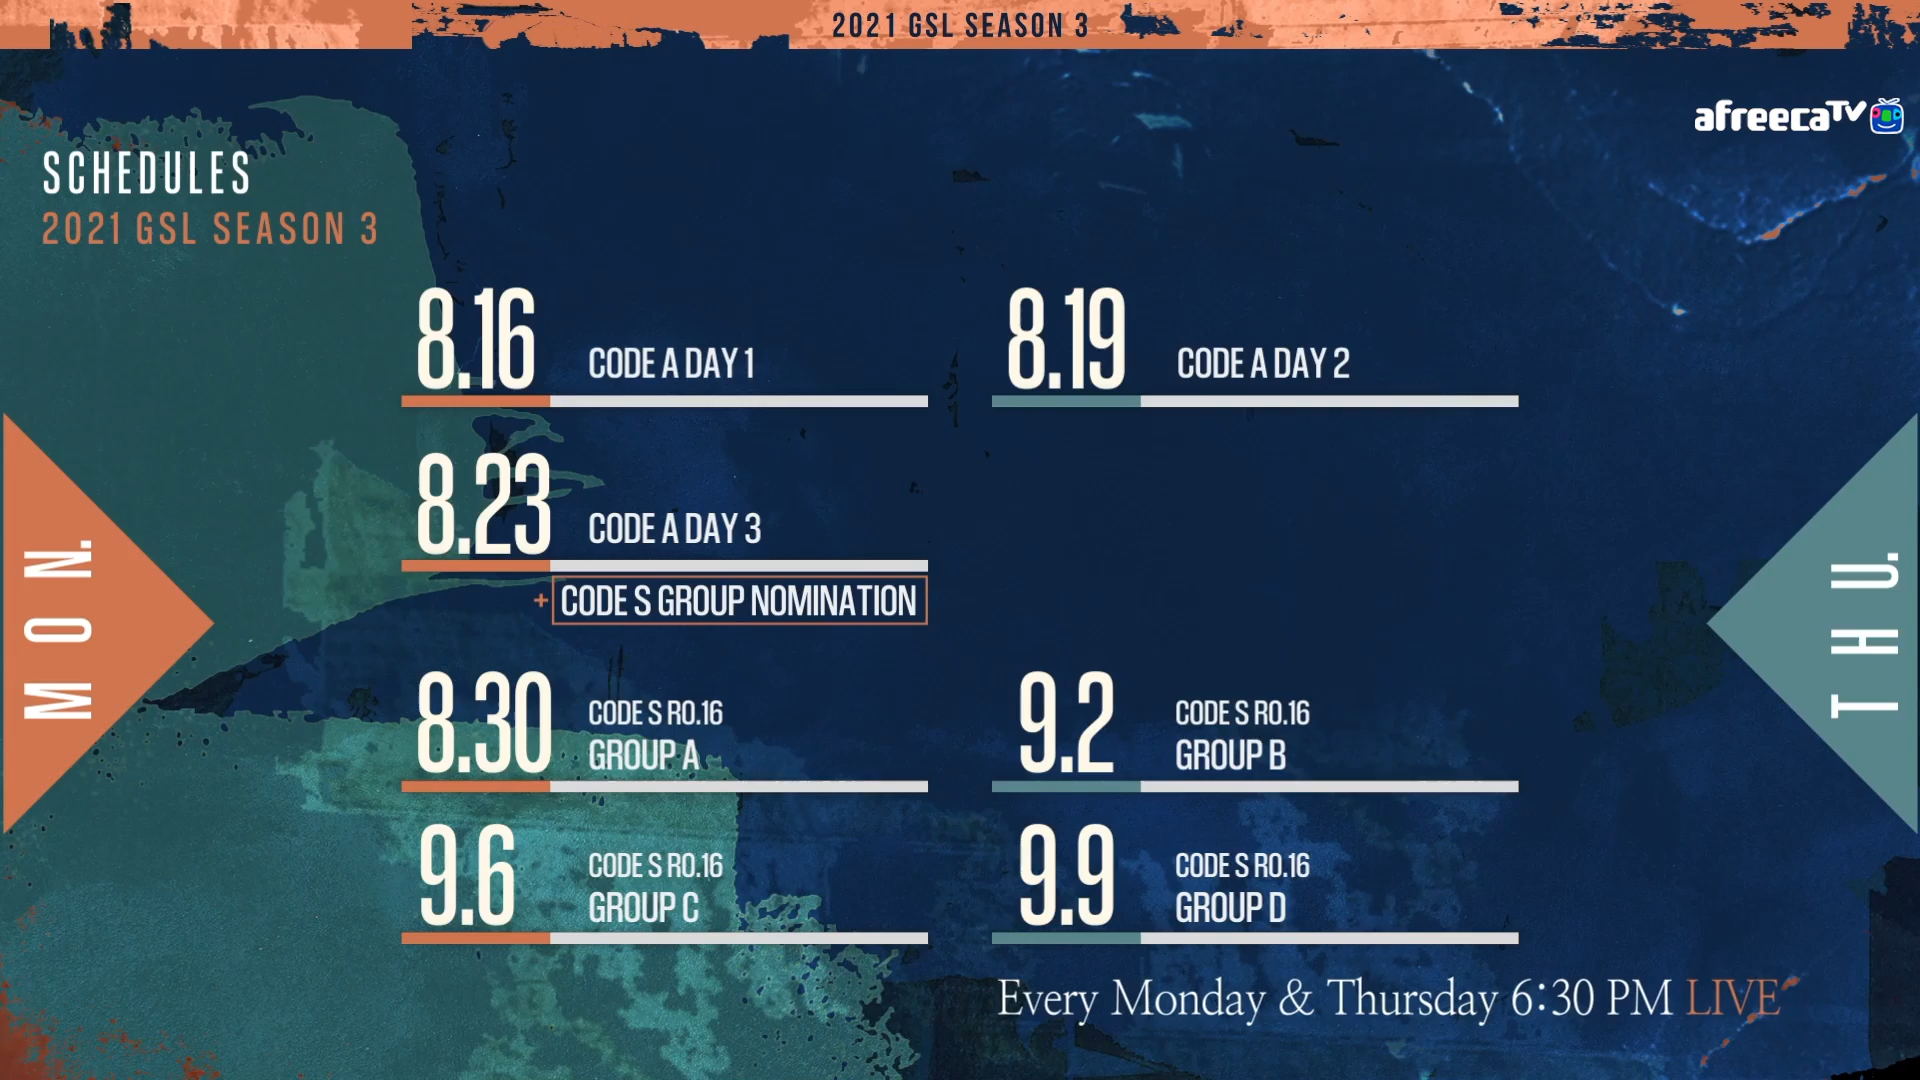 2021 GSL SEASON 3
afreecaTV
SCHEDULES
2021 GSL SEASON 3
8.16 CODE A DAY 1
8.19 CODE A DAY 2
8.23 CODE A DAY 3
+ CODE S GROUP NOMINATION
MON.
THU.
8.30 CODE S RO.16
GROUP A
9.2 CODE S RO.16
GROUP B
9.6 CODE S RO.16
GROUP C
9.9 CODE S RO.16
GROUP D
Every Monday & Thursday 6:30 PM LIVE